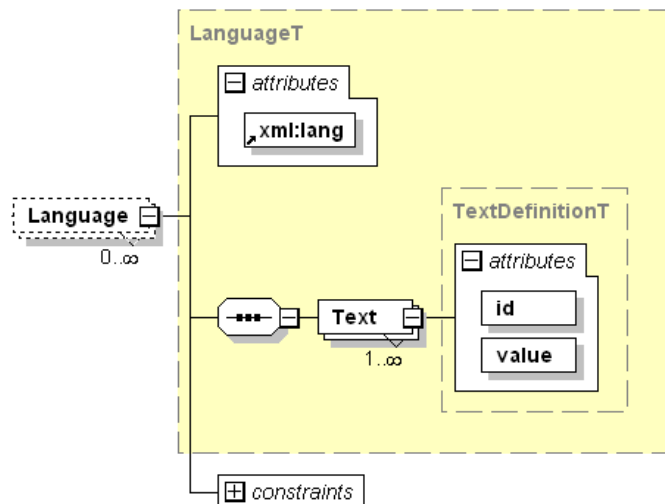 LanguageT
attributes
xml:lang
Language
0..∞
TextDefinitionT
attributes
id
value
Text
1..∞
constraints